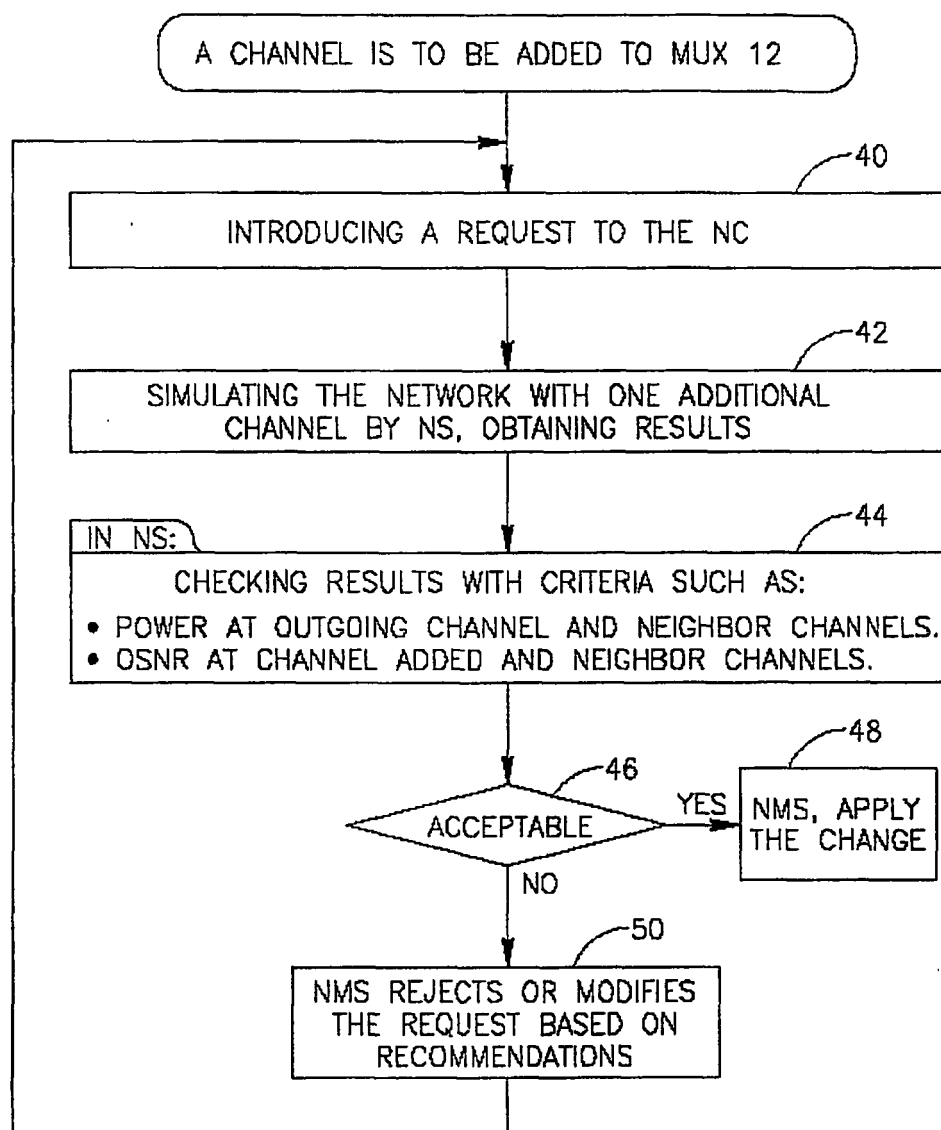 A CHANNEL IS TO BE ADDED TO MUX 12
40
INTRODUCING A REQUEST TO THE NC
42
SIMULATING THE NETWORK WITH ONE ADDITIONAL
CHANNEL BY NS, OBTAINING RESULTS
44
IN NS:
CHECKING RESULTS WITH CRITERIA SUCH AS:
• POWER AT OUTGOING CHANNEL AND NEIGHBOR CHANNELS.
• OSNR AT CHANNEL ADDED AND NEIGHBOR CHANNELS.
46
48
ACCEPTABLE
YES
NMS, APPLY
THE CHANGE
NO
50
NMS REJECTS OR MODIFIES
THE REQUEST BASED ON
RECOMMENDATIONS